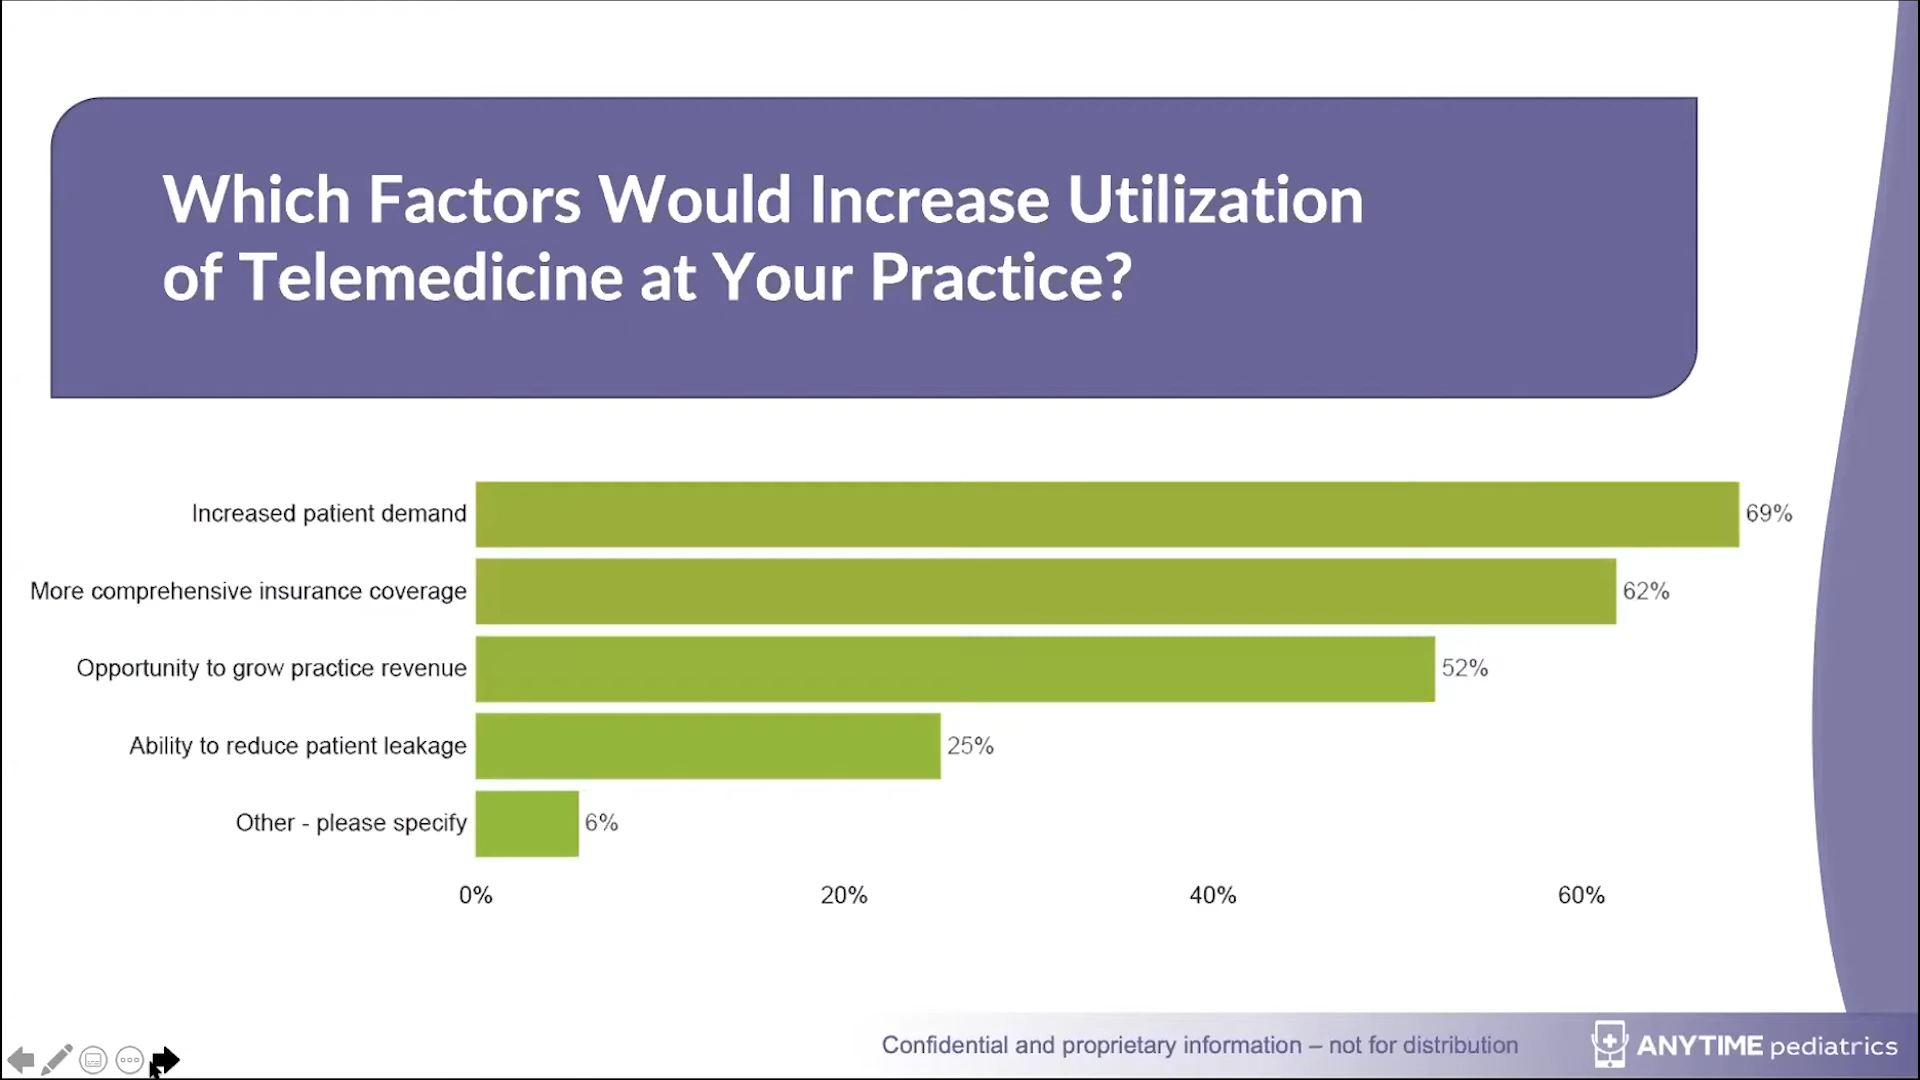 Which Factors Would Increase Utilization
of Telemedicine at Your Practice?
Increased patient demand 69%
More comprehensive insurance coverage 62%
Opportunity to grow practice revenue 52%
Ability to reduce patient leakage 25%
Other - please specify 6%
0% 20% 40% 60%
Confidential and proprietary information – not for distribution
ANYTIME pediatrics